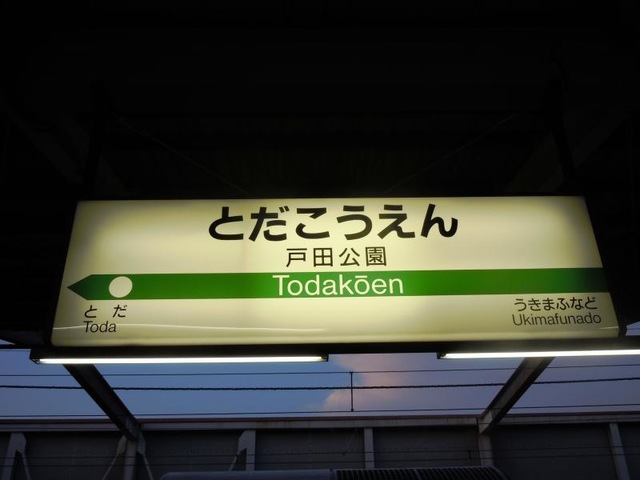 とだこうえん
戸田公園
Todakōen
とだ
Toda
うきまふなど
Ukimafunado